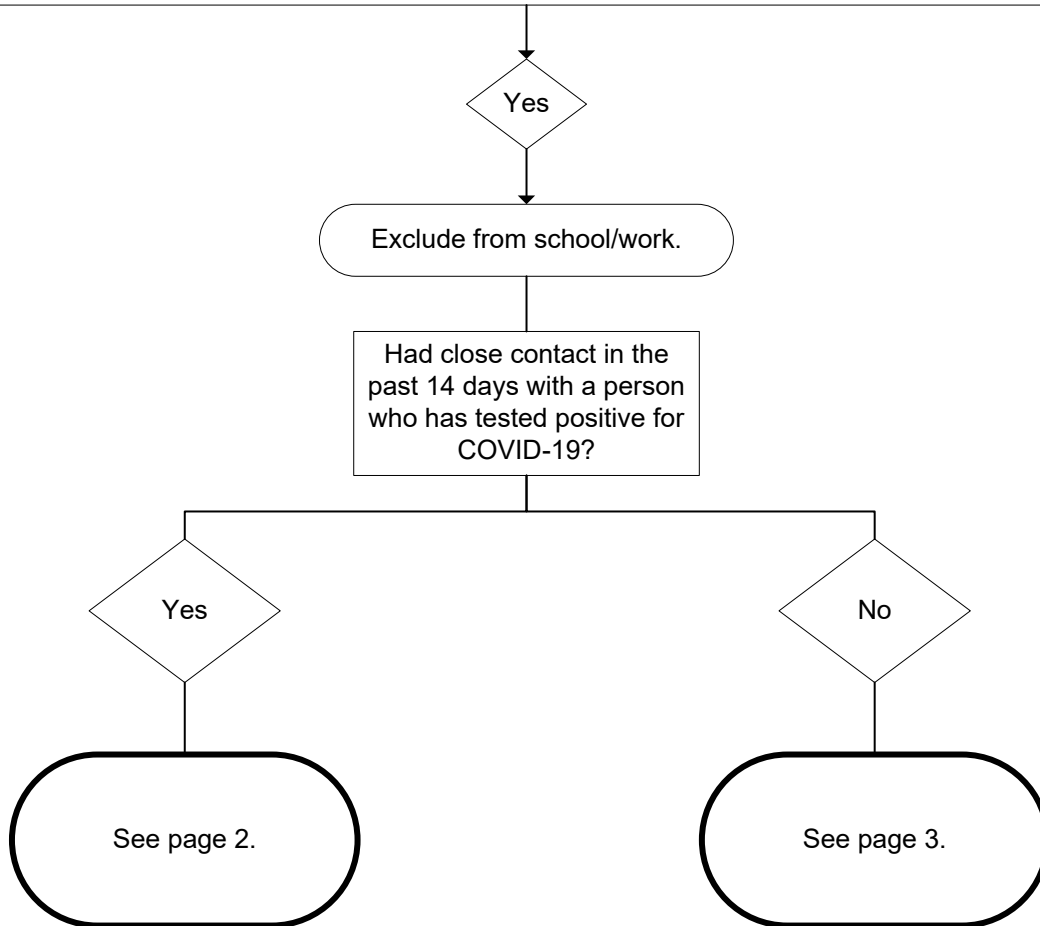 Yes
Exclude from school/work.
Had close contact in the
past 14 days with a person
who has tested positive for
COVID-19?
Yes
No
See page 2.
See page 3.